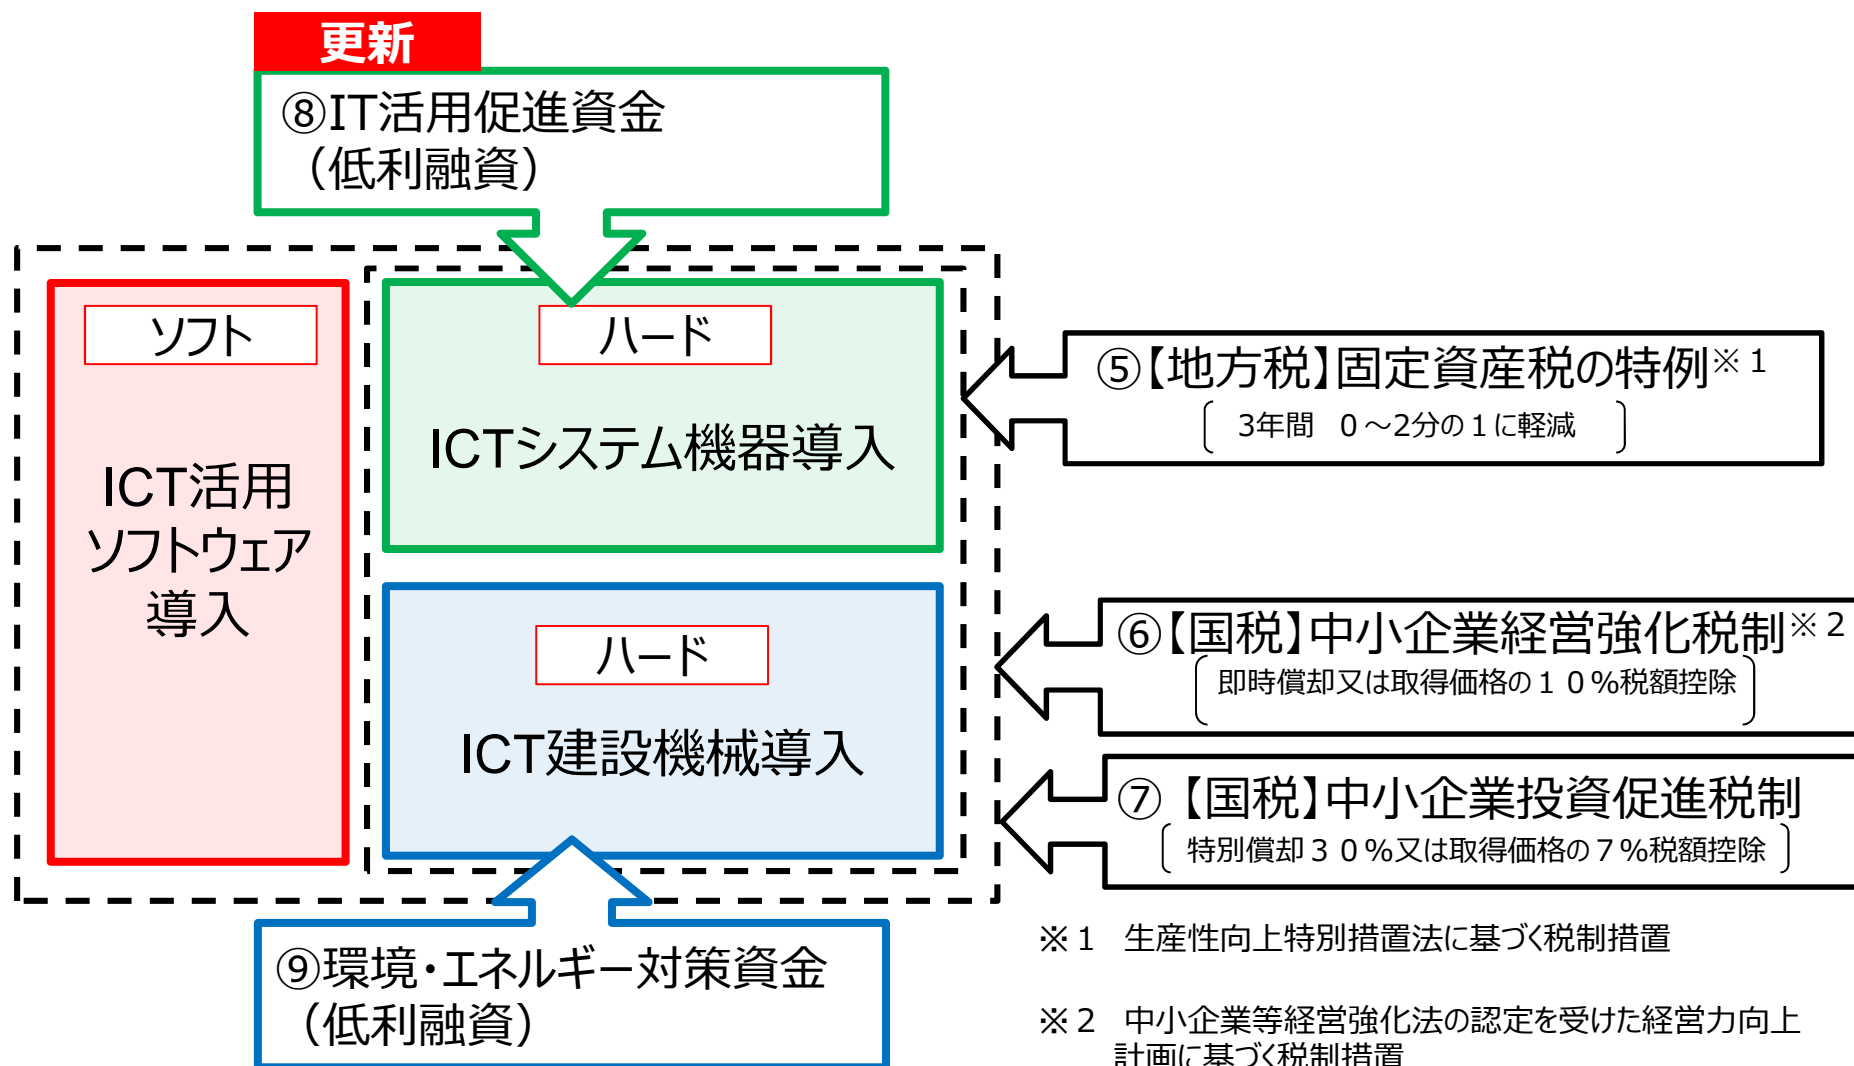 更新
⑧IT活用促進資金
（低利融資）
ソフト
ICT活用
ソフトウェア
導入
ハード
ICTシステム機器導入
ハード
ICT建設機械導入
⑤【地方税】固定資産税の特例※１
3年間　０～2分の１に軽減
⑥【国税】中小企業経営強化税制※２
即時償却又は取得価格の１０％税額控除
⑦【国税】中小企業投資促進税制
特別償却３０％又は取得価格の７％税額控除
⑨環境・エネルギー対策資金
（低利融資）
※１　生産性向上特別措置法に基づく税制措置
※２　中小企業等経営強化法の認定を受けた経営力向上
計画に基づく税制措置